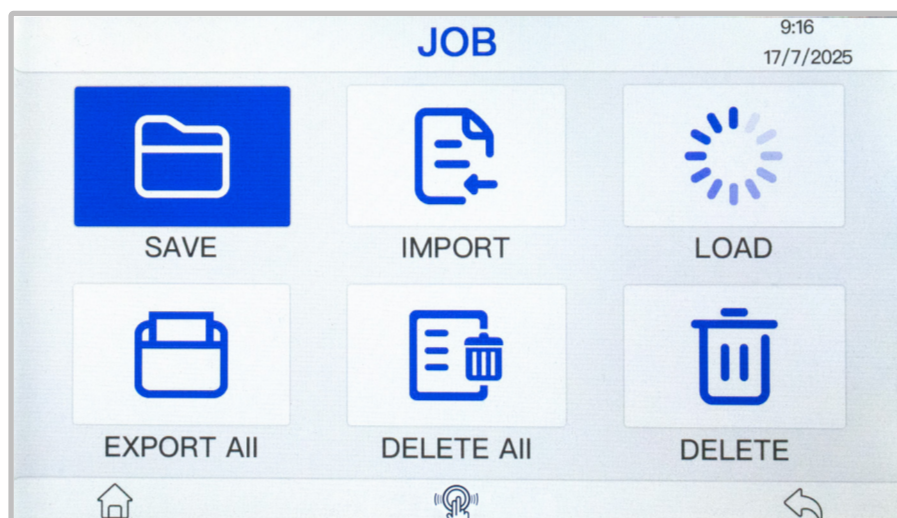 JOB
9:16
17/7/2025
SAVE
IMPORT
LOAD
EXPORT All
DELETE All
DELETE